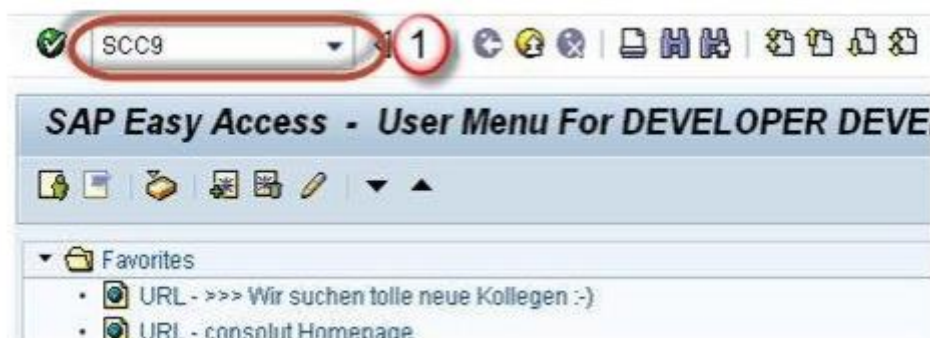 SCC9
1
SAP Easy Access - User Menu For DEVELOPER DEVE
Favorites
URL - >>> Wir suchen tolle neue Kollegen :-)
URL - consolut Homepage